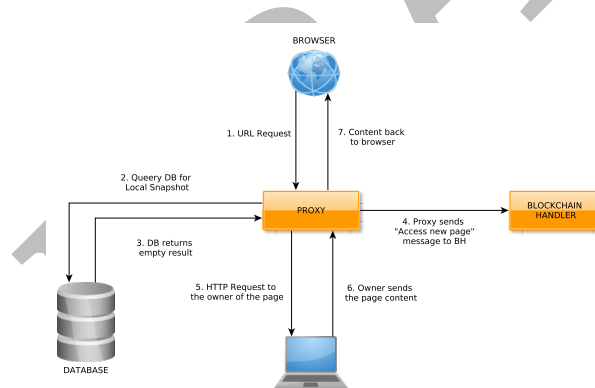 BROWSER
1. URL Request
7. Content back
to browser
2. Queery DB for
Local Snapshot
PROXY
BLOCKCHAIN
HANDLER
3. DB returns
empty result
4. Proxy sends
"Access new page"
message to BH
5. HTTP Request to
the owner of the page
6. Owner sends
the page content
DATABASE